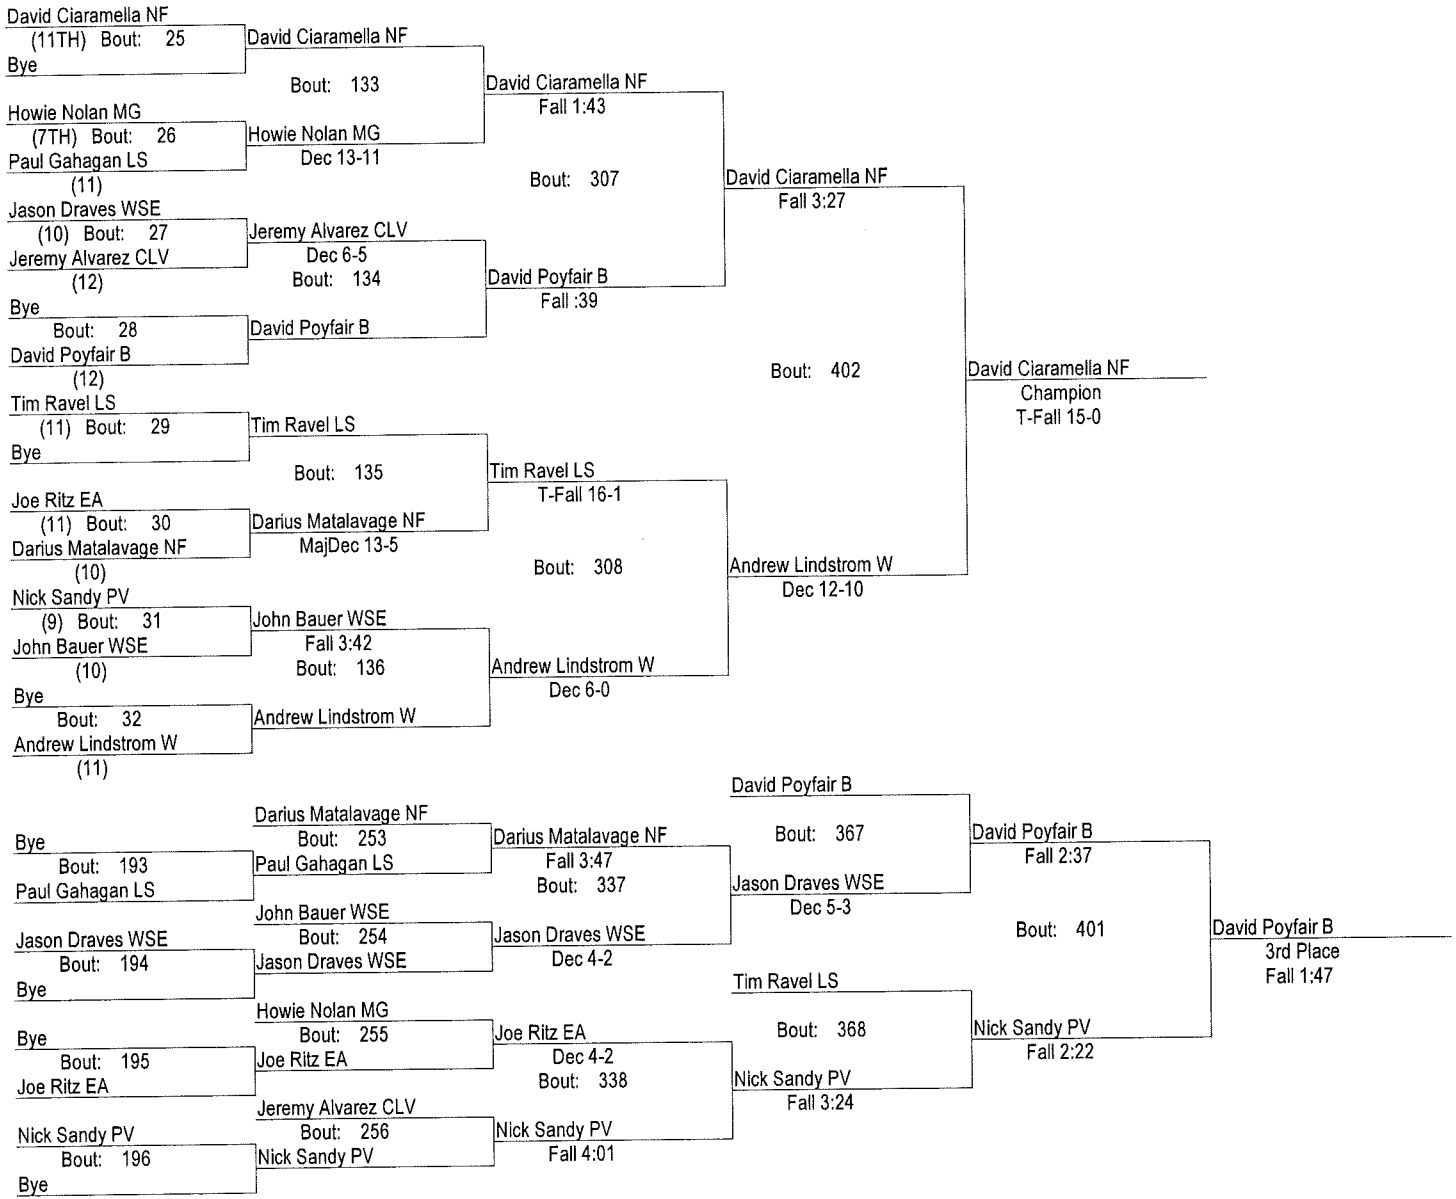 David Ciaramella NF
(11TH) Bout: 25
Bye
David Ciaramella NF
Bout: 133
Howie Nolan MG
(7TH) Bout: 26
Paul Gahagan LS
(11)
Howie Nolan MG
Dec 13-11
David Ciaramella NF
Fall 1:43
Bout: 307
Jason Draves WSE
(10) Bout: 27
Jeremy Alvarez CLV
(12)
Jeremy Alvarez CLV
Dec 6-5
Bout: 134
Bye
Bout: 28
David Poyfair B
(12)
David Poyfair B
David Poyfair B
Fall :39
David Ciaramella NF
Fall 3:27
Bout: 402
David Ciaramella NF
Champion
T-Fall 15-0
Tim Ravel LS
(11) Bout: 29
Bye
Tim Ravel LS
Bout: 135
Joe Ritz EA
(11) Bout: 30
Darius Matalavage NF
(10)
Darius Matalavage NF
MajDec 13-5
Tim Ravel LS
T-Fall 16-1
Bout: 308
Nick Sandy PV
(9) Bout: 31
John Bauer WSE
(10)
John Bauer WSE
Fall 3:42
Bout: 136
Bye
Bout: 32
Andrew Lindstrom W
(11)
Andrew Lindstrom W
Andrew Lindstrom W
Dec 6-0
Andrew Lindstrom W
Dec 12-10
Bye
Bout: 193
Paul Gahagan LS
Darius Matalavage NF
Bout: 253
Paul Gahagan LS
Darius Matalavage NF
Fall 3:47
Bout: 337
Jason Draves WSE
Bout: 194
Bye
John Bauer WSE
Bout: 254
Jason Draves WSE
Jason Draves WSE
Dec 4-2
David Poyfair B
Bout: 367
Jason Draves WSE
Dec 5-3
David Poyfair B
Fall 2:37
Bout: 401
David Poyfair B
3rd Place
Fall 1:47
Bye
Bout: 195
Joe Ritz EA
Howie Nolan MG
Bout: 255
Joe Ritz EA
Joe Ritz EA
Dec 4-2
Bout: 338
Nick Sandy PV
Bout: 196
Bye
Jeremy Alvarez CLV
Bout: 256
Nick Sandy PV
Nick Sandy PV
Fall 4:01
Tim Ravel LS
Bout: 368
Nick Sandy PV
Fall 3:24
Nick Sandy PV
Fall 2:22